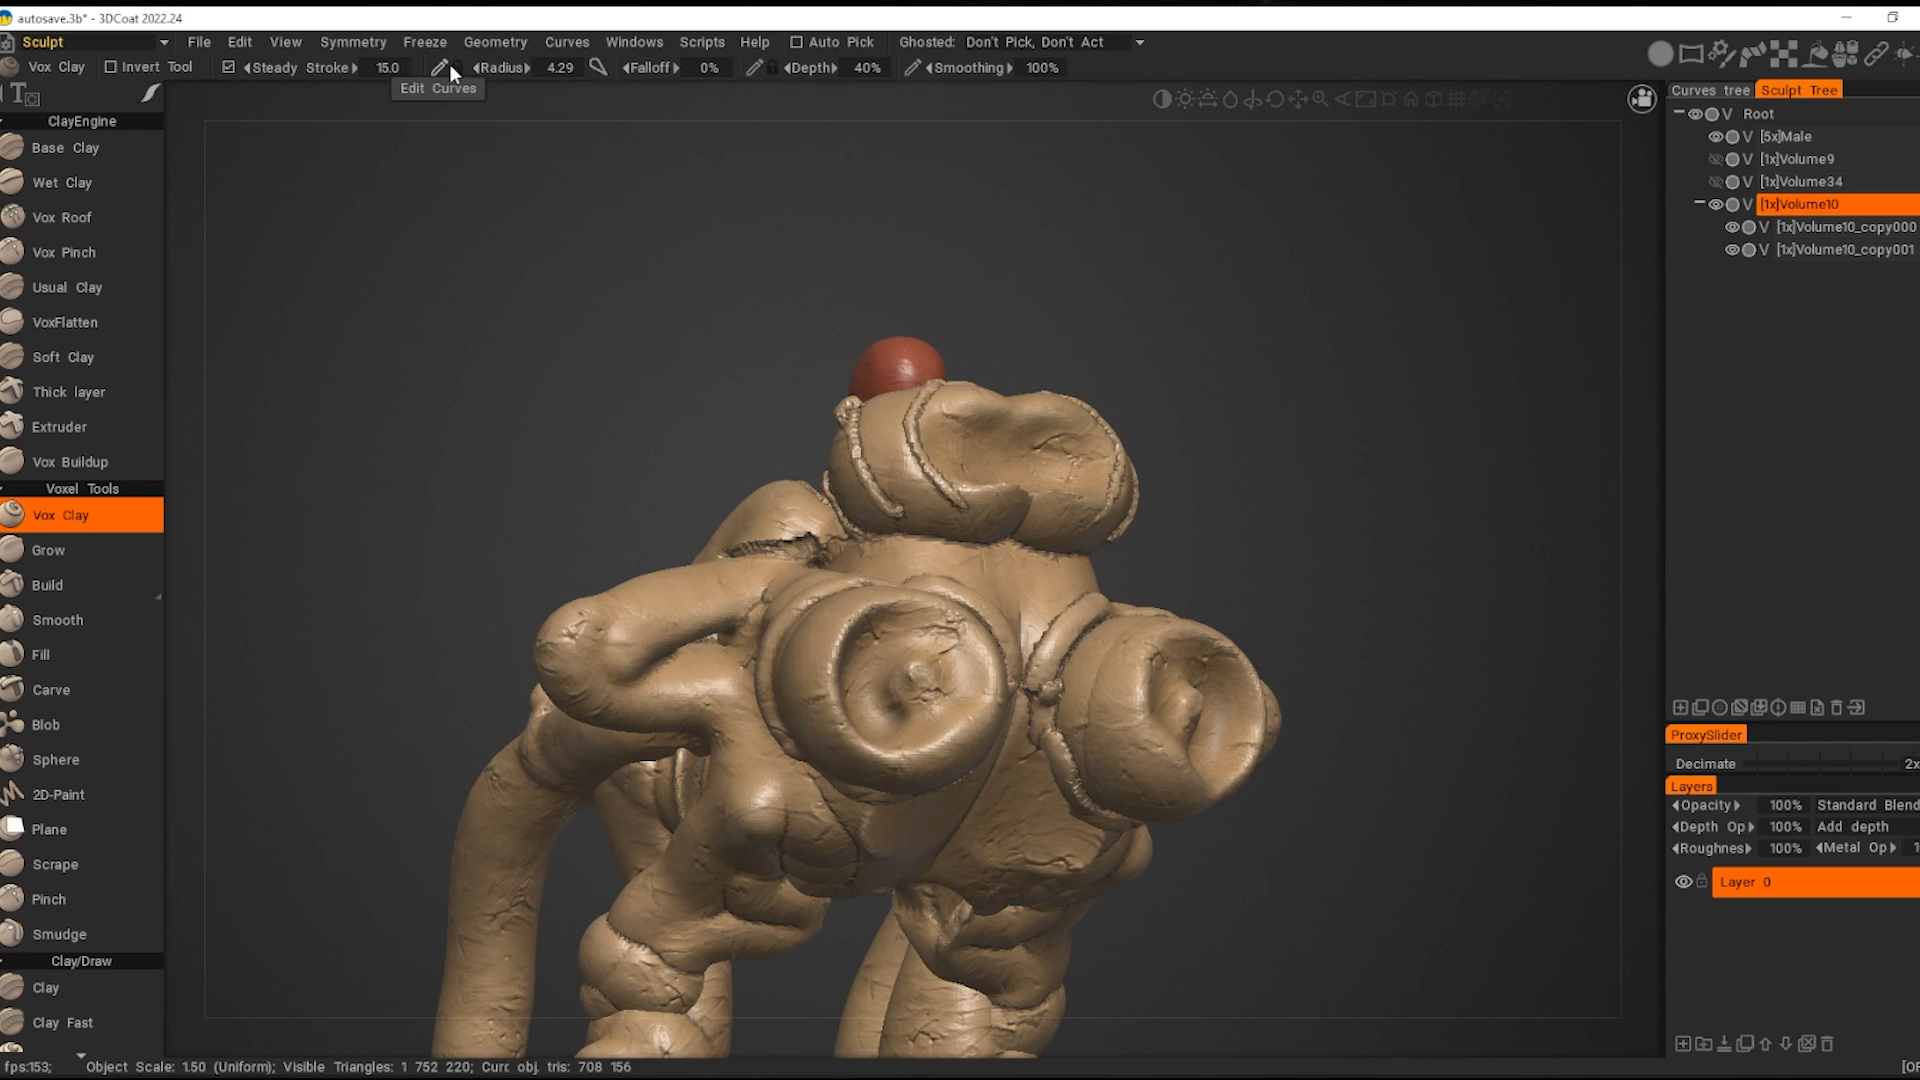 autosave.3b* - 3DCoat 2022.24
Sculpt File Edit View Symmetry Freeze Geometry Curves Windows Scripts Help Auto Pick Ghosted: Don't Pick, Don't Act
Vox Clay Invert Tool Steady Stroke 15.0 Radius 4.29 Falloff 0% Depth 40% Smoothing 100%
Edit Curves
ClayEngine
Base Clay
Wet Clay
Vox Roof
Vox Pinch
Usual Clay
VoxFlatten
Soft Clay
Thick layer
Extruder
Vox Buildup
Voxel Tools
Vox Clay
Grow
Build
Smooth
Fill
Carve
Blob
Sphere
2D-Paint
Plane
Scrape
Pinch
Smudge
Clay/Draw
Clay
Clay Fast
Curves tree Sculpt Tree
V Root
V [5x]Male
V [1x]Volume9
V [1x]Volume34
V [1x]Volume10
V [1x]Volume10_copy000
V [1x]Volume10_copy001
ProxySlider
Decimate 2x
Layers
Opacity 100% Standard Blend
Depth Op 100% Add depth
Roughness 100% Metal Op 1
Layer 0
fps:153; Object Scale: 1.50 (Uniform); Visible Triangles: 1 752 220; Curr. obj. tris: 708 156